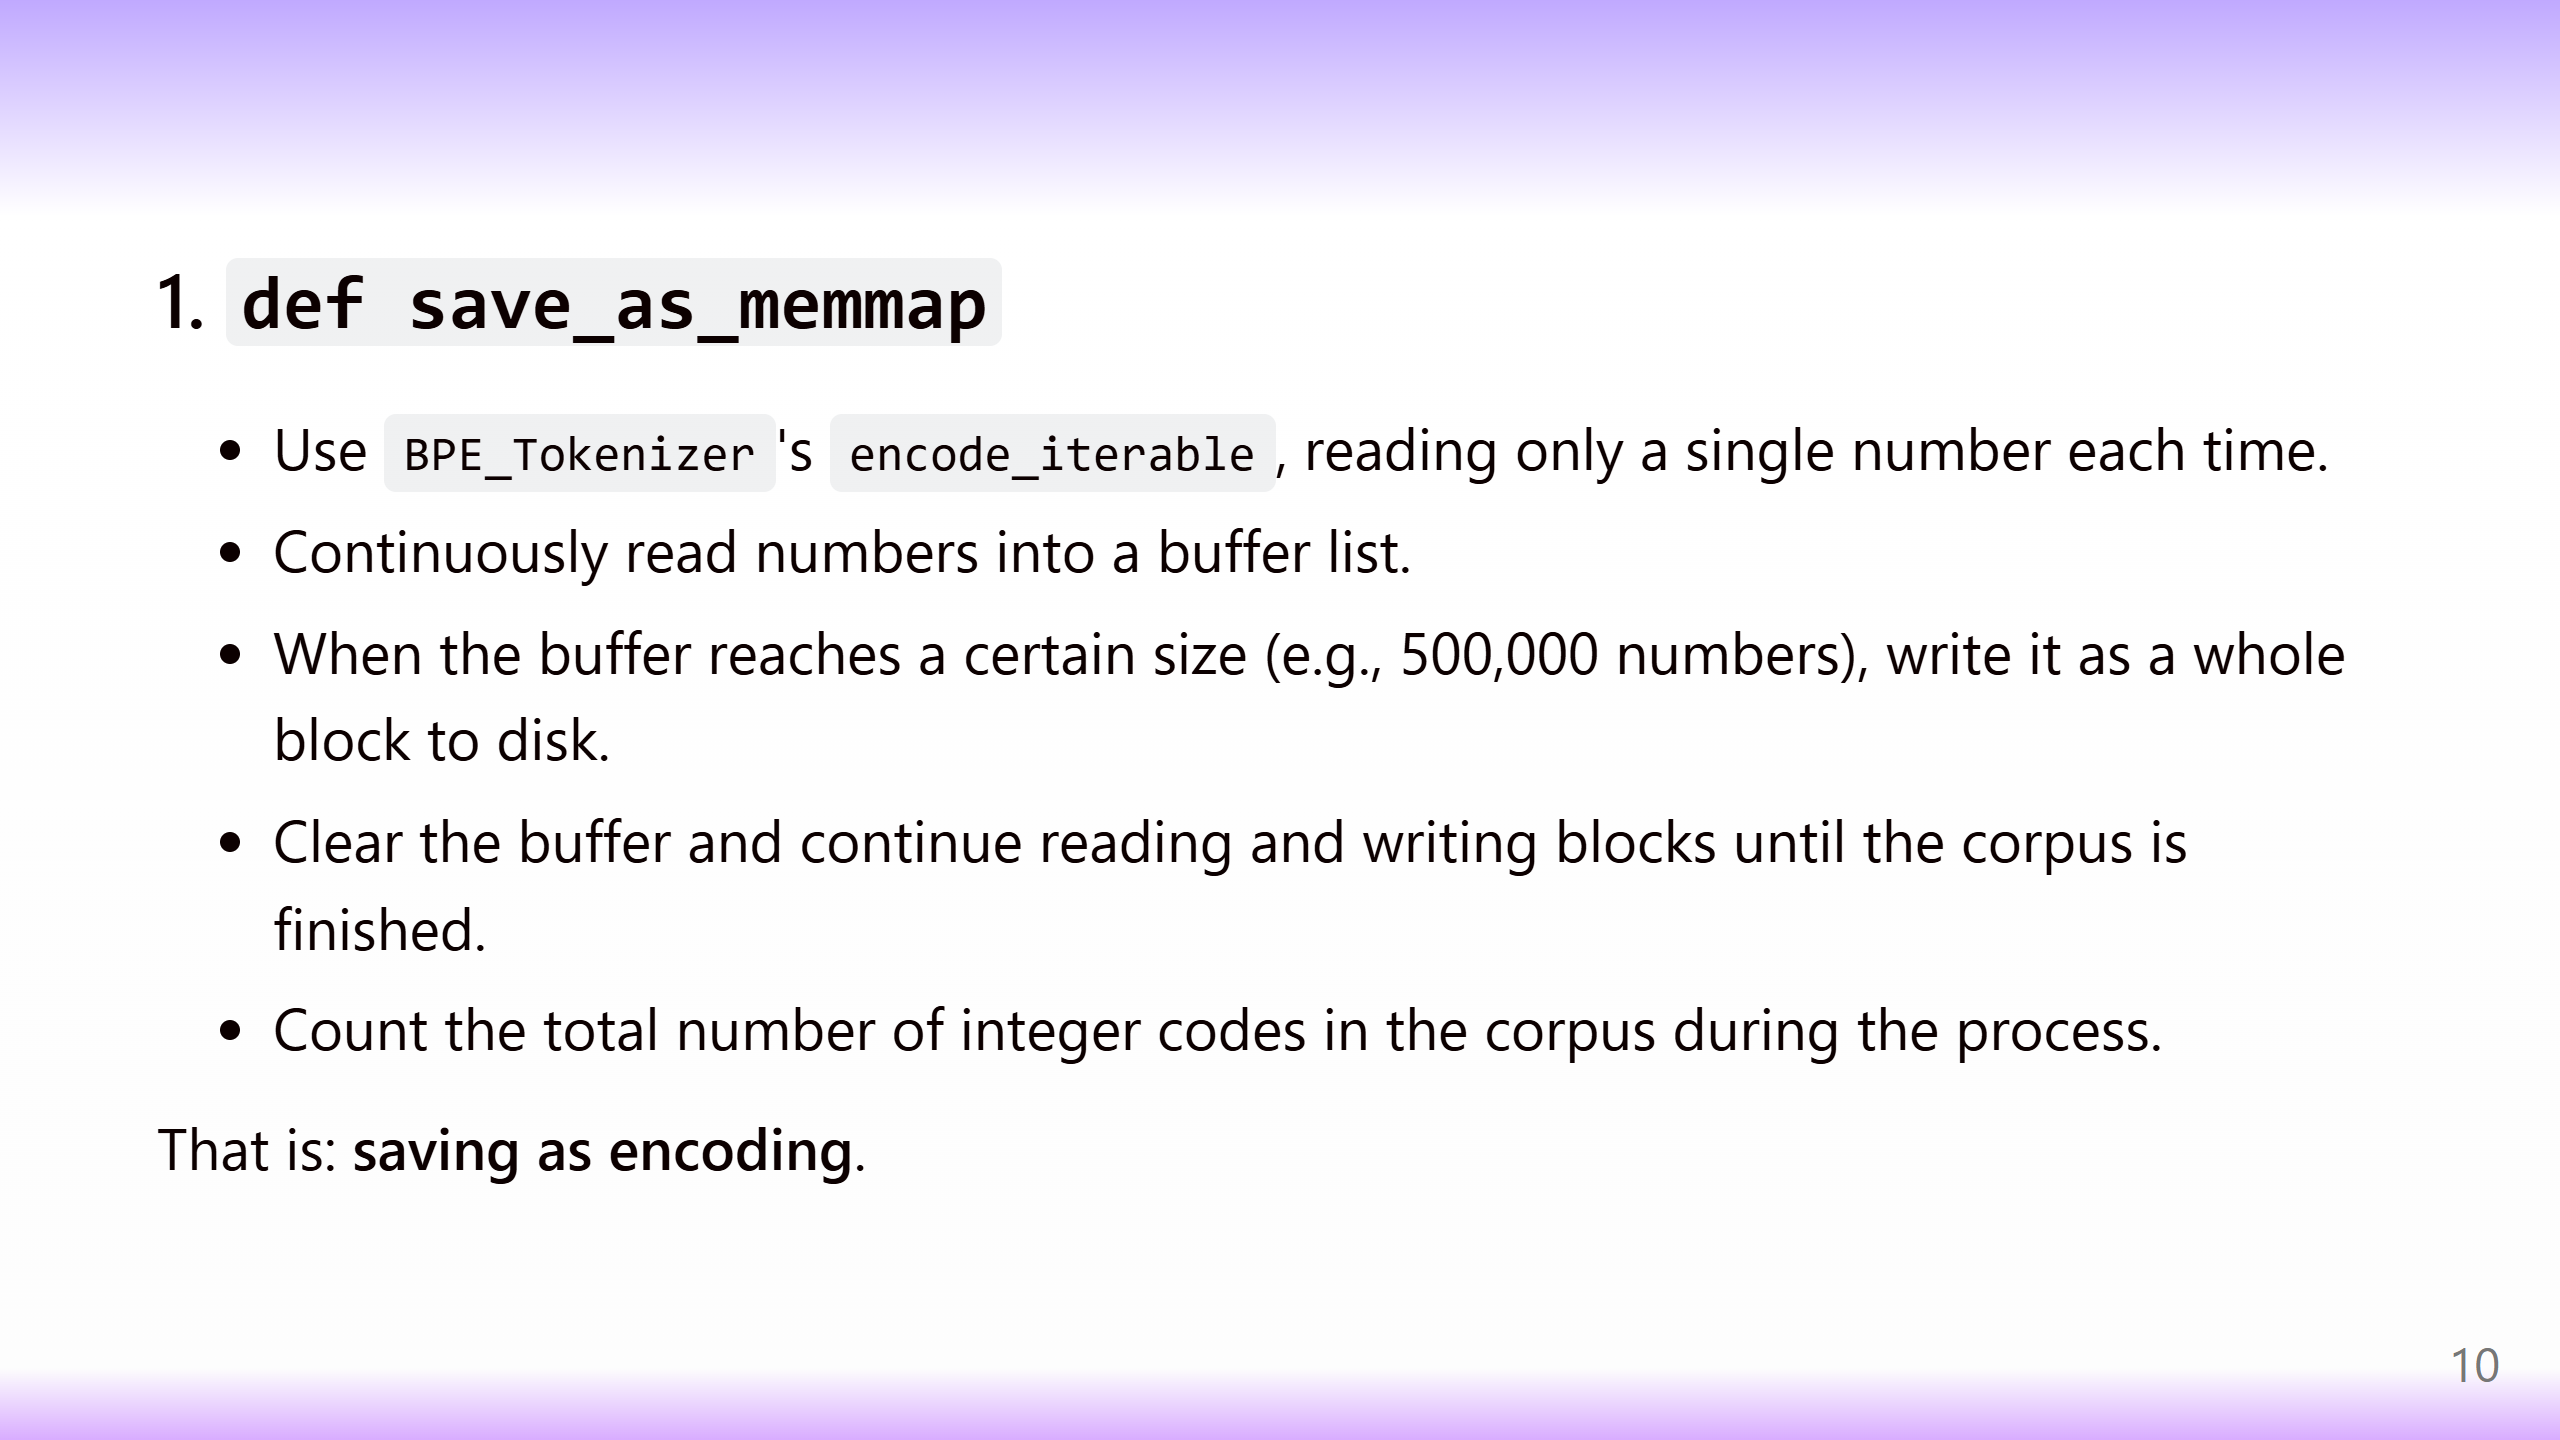 1. def save_as_memmap
• Use BPE_Tokenizer's encode_iterable, reading only a single number each time.
• Continuously read numbers into a buffer list.
• When the buffer reaches a certain size (e.g., 500,000 numbers), write it as a whole
block to disk.
• Clear the buffer and continue reading and writing blocks until the corpus is
finished.
• Count the total number of integer codes in the corpus during the process.
That is: saving as encoding.
10